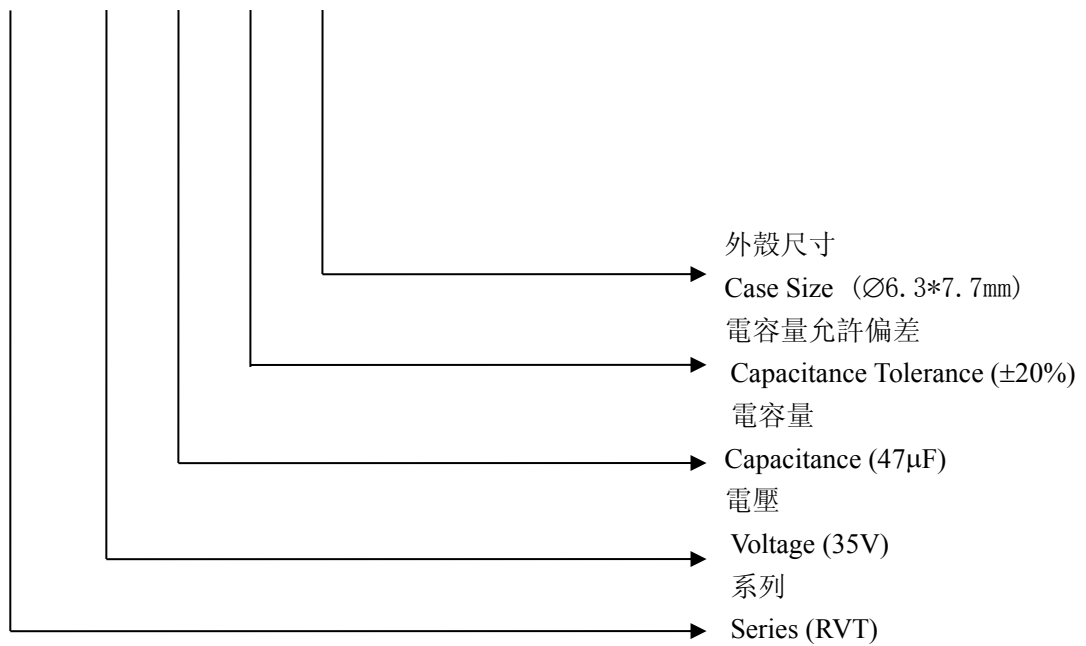 外殼尺寸
Case Size（∅6.3*7.7mm）
電容量允許偏差
Capacitance Tolerance (±20%)
電容量
Capacitance (47μF)
電壓
Voltage (35V)
系列
Series (RVT)